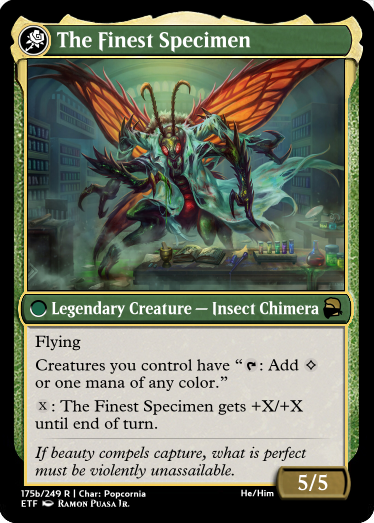 The Finest Specimen
Legendary Creature — Insect Chimera
Flying
Creatures you control have “ : Add
or one mana of any color.”
X: The Finest Specimen gets +X/+X
until end of turn.
If beauty compels capture, what is perfect
must be violently unassailable.
5/5
175b/249 R | Char: Popcornia
He/Him
ETF RAMON PUASA JR.